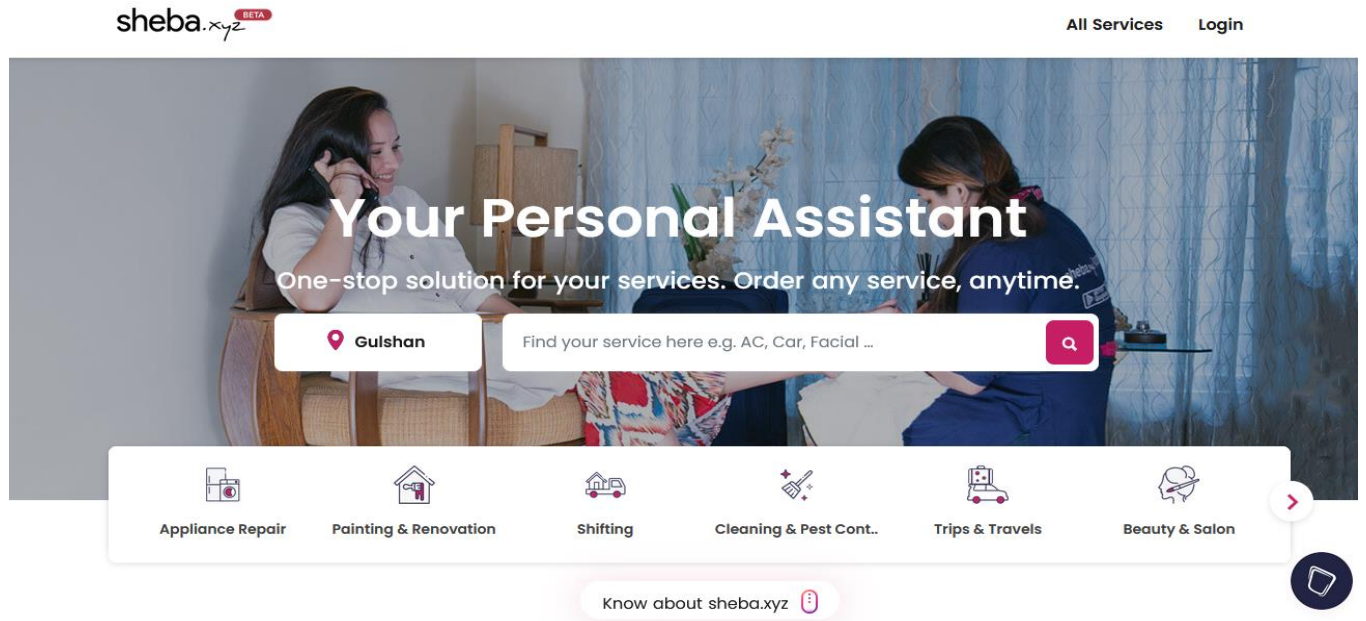 sheba.xyz BETA
All Services Login
Your Personal Assistant
One-stop solution for your services. Order any service, anytime.
Gulshan
Find your service here e.g. AC, Car, Facial ...
Appliance Repair
Painting & Renovation
Shifting
Cleaning & Pest Cont..
Trips & Travels
Beauty & Salon
Know about sheba.xyz